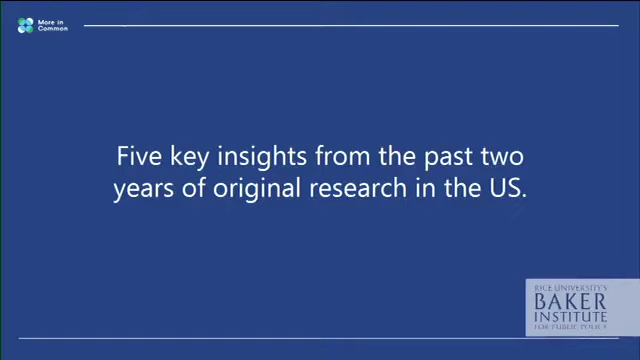 More in
Common
Five key insights from the past two
years of original research in the US.
RICE UNIVERSITY'S
BAKER
INSTITUTE
FOR PUBLIC POLICY